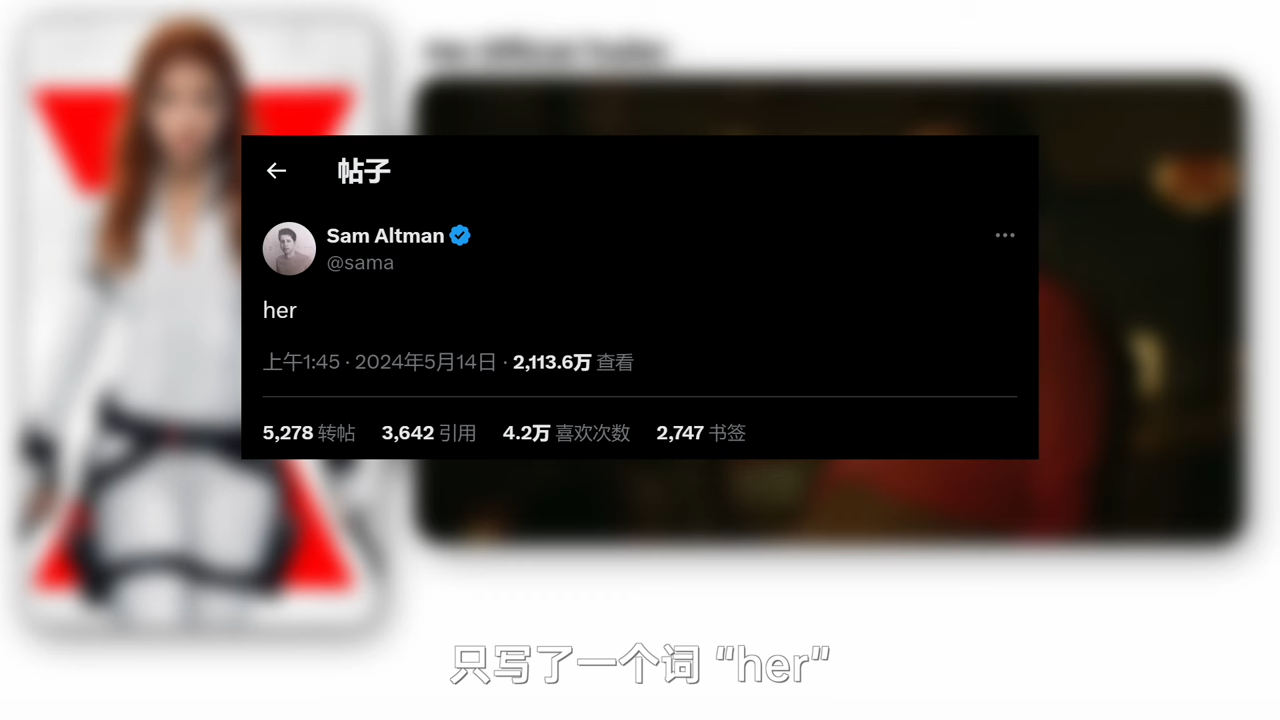 帖子
Sam Altman
@sama
her
上午1:45 · 2024年5月14日 · 2,113.6万 查看
5,278 转帖 3,642 引用 4.2万 喜欢次数 2,747 书签
只写了一个词 “her”